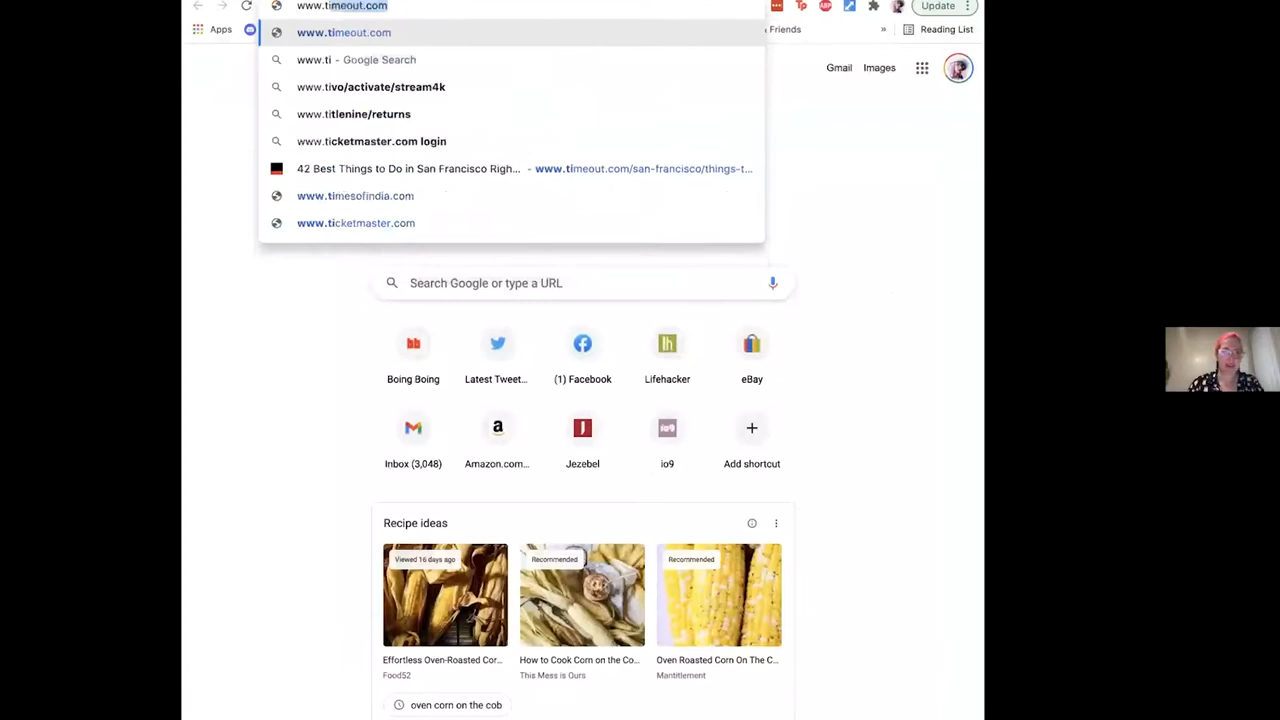 www.timeout.com
Update
www.timeout.com
Apps
Friends
»
Reading List
www.ti - Google Search
Gmail
Images
www.tivo/activate/stream4k
www.titlenine/returns
www.ticketmaster.com login
42 Best Things to Do in San Francisco Righ... - www.timeout.com/san-francisco/things-t...
www.timesofindia.com
www.ticketmaster.com
Search Google or type a URL
bb
lh
Boing Boing
Latest Tweet...
(1) Facebook
Lifehacker
eBay
a
J
io9
Inbox (3,048)
Amazon.com...
Jezebel
io9
Add shortcut
Recipe ideas
Viewed 16 days ago
Recommended
Recommended
Effortless Oven-Roasted Cor...
How to Cook Corn on the Co...
Oven Roasted Corn On The C...
Food52
This Mess is Ours
Mantitlement
oven corn on the cob